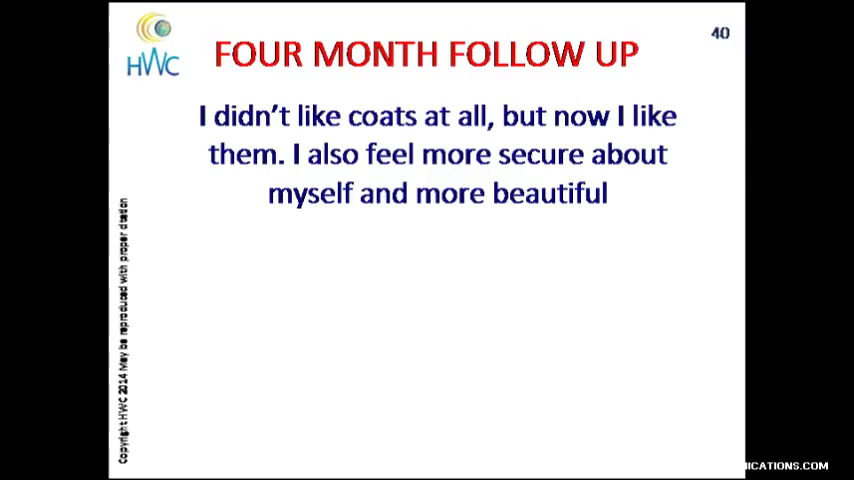 HWC
FOUR MONTH FOLLOW UP
40
I didn't like coats at all, but now I like
them. I also feel more secure about
myself and more beautiful
Copyright HWC 2014 May be reproduced with proper citation
ICATIONS.COM